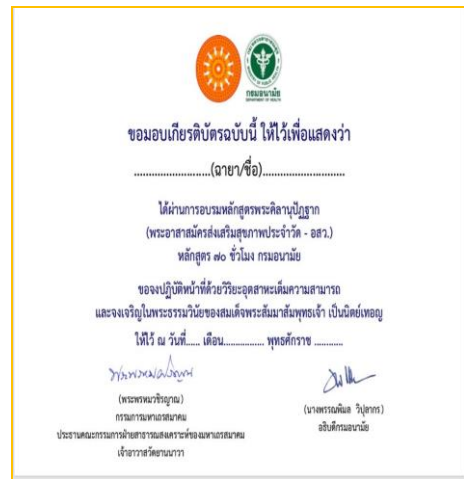 กรมอนามัย
DEPARTMENT OF HEALTH
ขอมอบเกียรติบัตรฉบับนี้ ให้ไว้เพื่อแสดงว่า
..........................(ฉายา/ชื่อ)............................
ได้ผ่านการอบรมหลักสูตรพระคิลานุปัฏฐาก
(พระอาสาสมัครส่งเสริมสุขภาพประจำวัด - อสว.)
หลักสูตร ๗๐ ชั่วโมง กรมอนามัย
ขอจงปฏิบัติหน้าที่ด้วยวิริยะอุตสาหะเต็มความสามารถ
และจงเจริญในพระธรรมวินัยของสมเด็จพระสัมมาสัมพุทธเจ้า เป็นนิตย์เทอญ
ให้ไว้ ณ วันที่...... เดือน................ พุทธศักราช ............
(พระพรหมวชิรญาณ)
กรรมการมหาเถรสมาคม
ประธานคณะกรรมการฝ่ายสาธารณสงเคราะห์ของมหาเถรสมาคม
เจ้าอาวาสวัดยานนาวา
(นางพรรณพิมล วิปุลากร)
อธิบดีกรมอนามัย